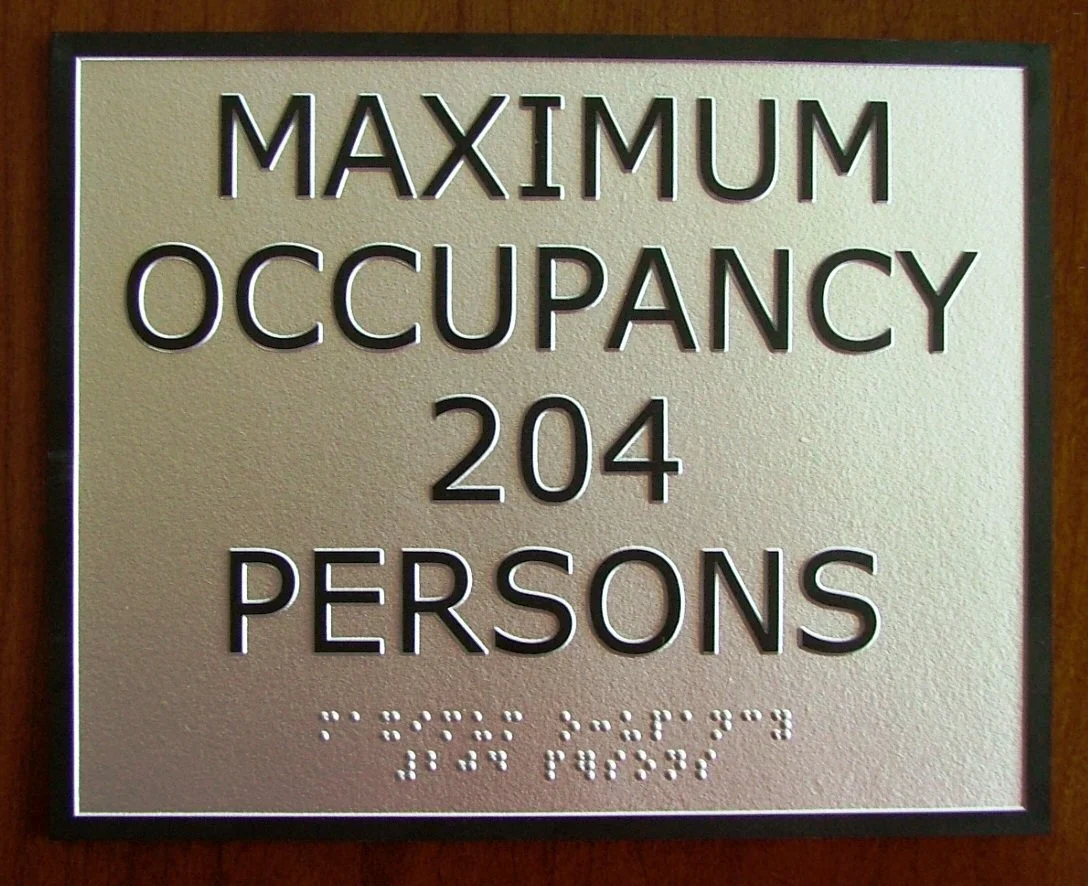 MAXIMUM
OCCUPANCY
204
PERSONS
⠍⠁⠭⠊⠍⠥⠍ ⠕⠒⠥⠏⠁⠝⠉⠽
⠼⠃⠚⠙ ⠏⠻⠎⠕⠝⠎